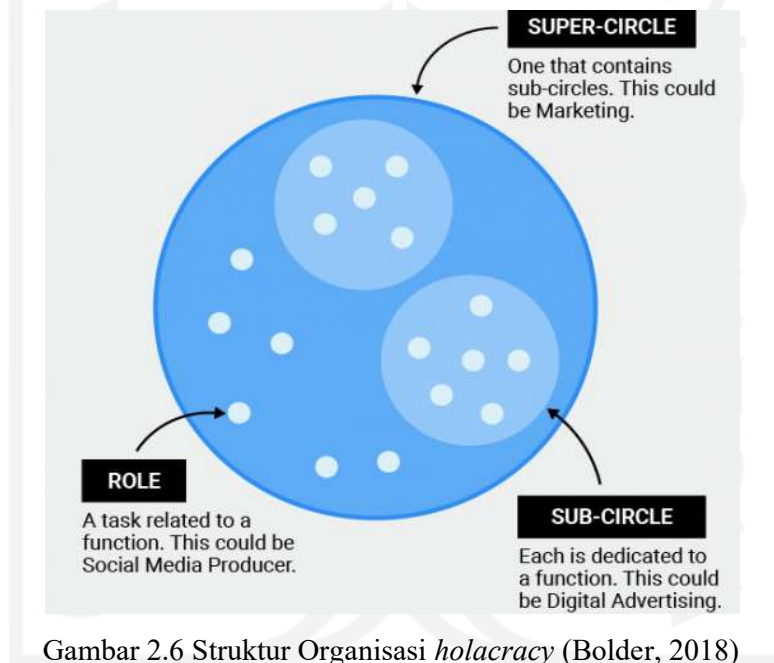 SUPER-CIRCLE
One that contains
sub-circles. This could
be Marketing.
ROLE
A task related to a
function. This could be
Social Media Producer.
SUB-CIRCLE
Each is dedicated to
a function. This could
be Digital Advertising.
Gambar 2.6 Struktur Organisasi holacracy (Bolder, 2018)